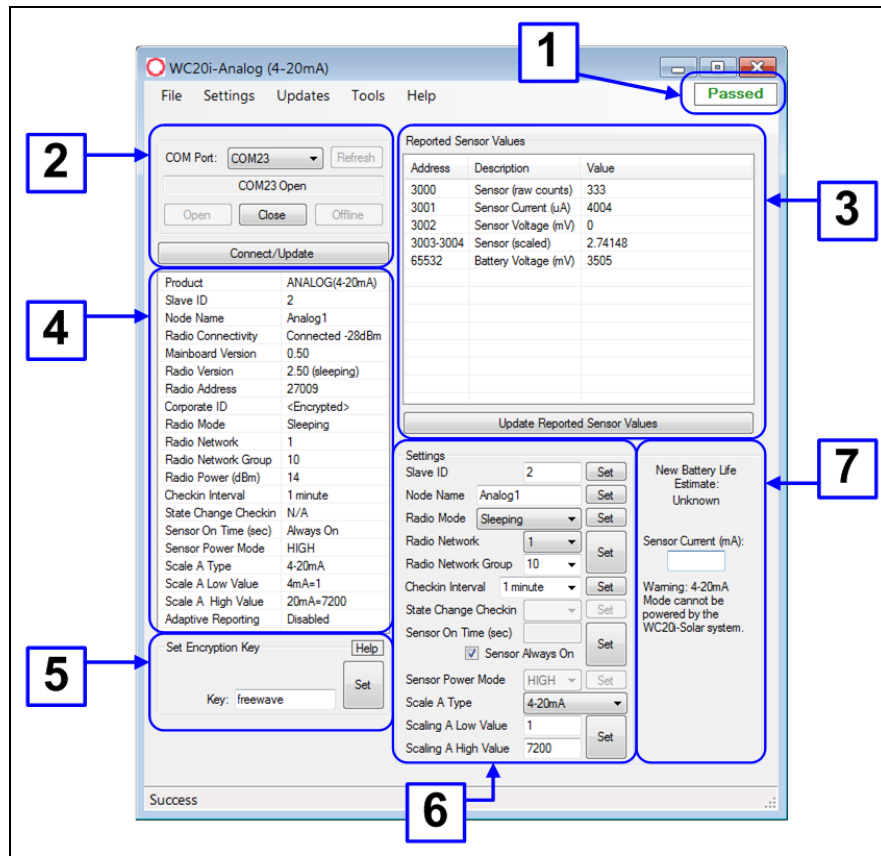 1
WC20i-Analog (4-20mA)
File Settings Updates Tools Help
Passed
2
COM Port: COM23 Refresh
COM23 Open
Open Close Offline
Connect/Update
Reported Sensor Values
Address Description Value
3000 Sensor (raw counts) 333
3001 Sensor Current (uA) 4004
3002 Sensor Voltage (mV) 0
3003-3004 Sensor (scaled) 2.74148
65532 Battery Voltage (mV) 3505
Update Reported Sensor Values
3
4
Product ANALOG(4-20mA)
Slave ID 2
Node Name Analog1
Radio Connectivity Connected -28dBm
Mainboard Version 0.50
Radio Version 2.50 (sleeping)
Radio Address 27009
Corporate ID <Encrypted>
Radio Mode Sleeping
Radio Network 1
Radio Network Group 10
Radio Power (dBm) 14
Checkin Interval 1 minute
State Change Checkin N/A
Sensor On Time (sec) Always On
Sensor Power Mode HIGH
Scale A Type 4-20mA
Scale A Low Value 4mA=1
Scale A High Value 20mA=7200
Adaptive Reporting Disabled
5
Set Encryption Key Help
Key: freewave Set
Settings
Slave ID 2 Set
Node Name Analog1 Set
Radio Mode Sleeping Set
Radio Network 1 Set
Radio Network Group 10
Checkin Interval 1 minute Set
State Change Checkin Set
Sensor On Time (sec) Set
Sensor Always On
Sensor Power Mode HIGH Set
Scale A Type 4-20mA
Scaling A Low Value 1 Set
Scaling A High Value 7200
6
New Battery Life
Estimate:
Unknown
Sensor Current (mA):
Warning: 4-20mA
Mode cannot be
powered by the
WC20i-Solar system.
7
Success